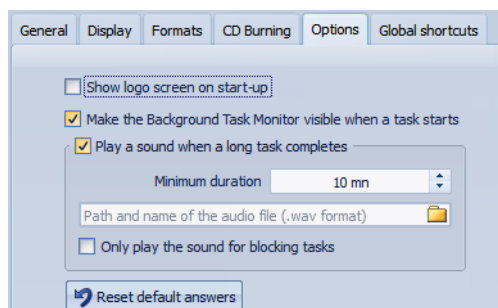 General Display Formats CD Burning Options Global shortcuts
Show logo screen on start-up
Make the Background Task Monitor visible when a task starts
Play a sound when a long task completes
Minimum duration 10 mn
Path and name of the audio file (.wav format)
Only play the sound for blocking tasks
Reset default answers